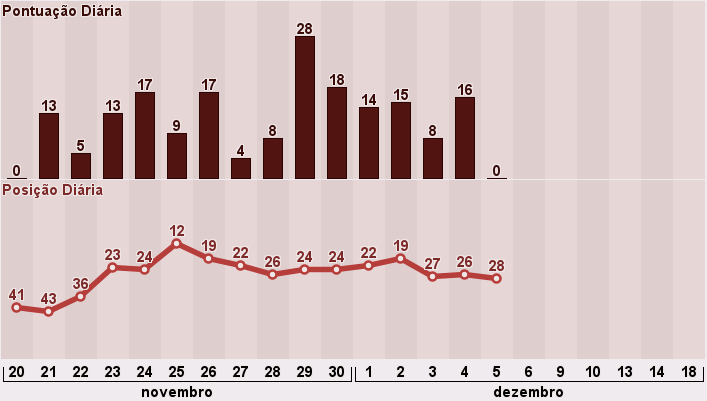 Pontuação Diária
0 13 5 13 17 9 17 4 8 28 18 14 15 8 16 0
Posição Diária
41 43 36 23 24 12 19 22 26 24 24 22 19 27 26 28
20 21 22 23 24 25 26 27 28 29 30 1 2 3 4 5 6 9 10 13 14 18
novembro dezembro